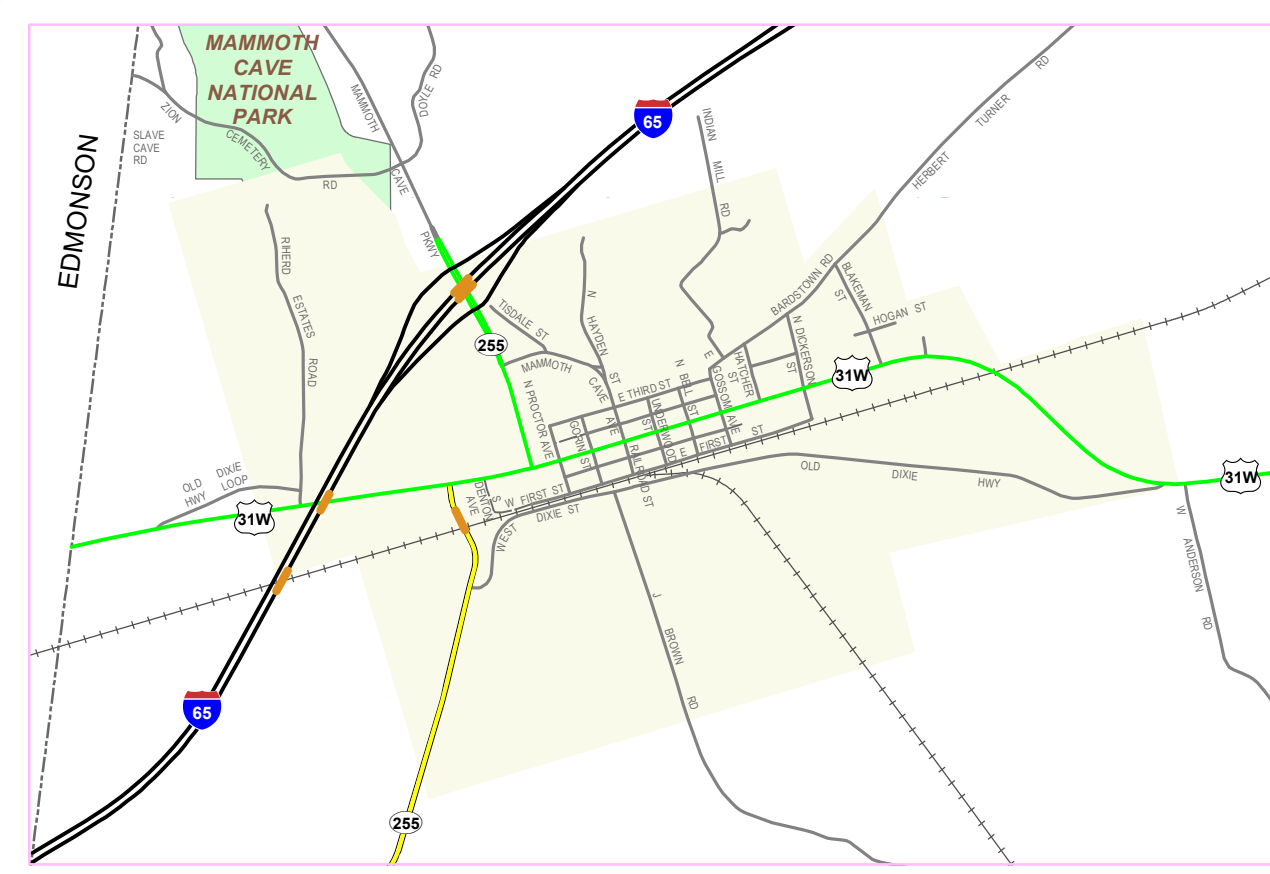 MAMMOTH
CAVE
NATIONAL
PARK
EDMONSON
SLAVE
CAVE
RD
ZION
CEMETERY
RD
MAMMOTH
CAVE
PKWY
DOYLE RD
65
INDIAN
MILL
RD
HERBERT
TURNER
RD
RIHERD
ESTATES
ROAD
TISDALE ST
255
MAMMOTH
CAVE
AVE
N
HAYDEN
ST
BARDSTOWN RD
BLAKEMAN
ST
HOGAN ST
N DICKERSON
ST
HATCHER
ST
E
GOSSOM
AVE
N
BELL
ST
E THIRD ST
UNDERWOOD
ST
N PROCTOR AVE
GORIN ST
RAILROAD ST
E FIRST ST
31W
OLD
HWY
DIXIE
LOOP
31W
S
DENTON
AVE
W FIRST ST
WEST
DIXIE ST
OLD
DIXIE
HWY
31W
W
ANDERSON
RD
J
BROWN
RD
65
255